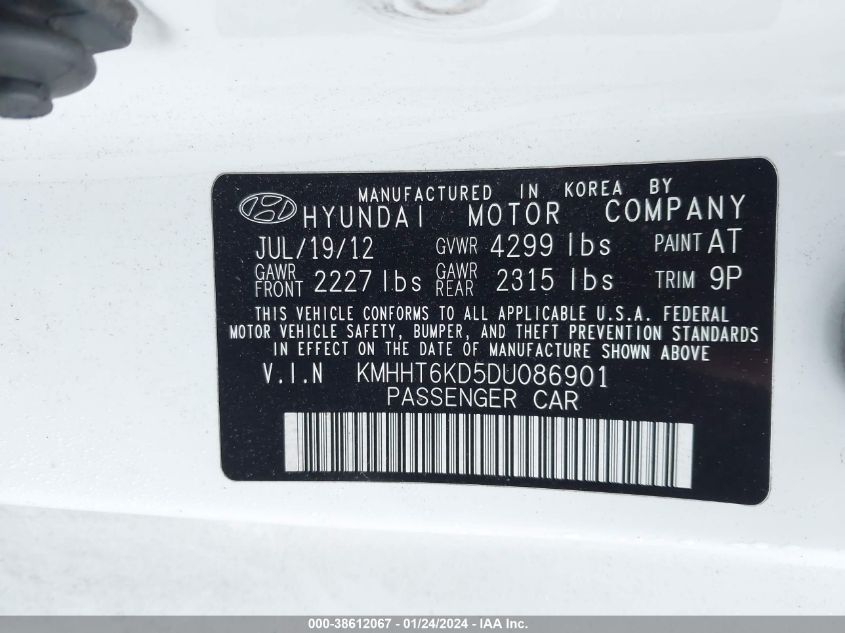 MANUFACTURED IN KOREA BY
HYUNDAI MOTOR COMPANY
JUL/19/12 GVWR 4299 lbs PAINT AT
GAWR FRONT 2227 lbs GAWR REAR 2315 lbs TRIM 9P
THIS VEHICLE CONFORMS TO ALL APPLICABLE U.S.A. FEDERAL
MOTOR VEHICLE SAFETY, BUMPER, AND THEFT PREVENTION STANDARDS
IN EFFECT ON THE DATE OF MANUFACTURE SHOWN ABOVE
V.I.N KMHHT6KD5DU086901
PASSENGER CAR
000-38612067 - 01/24/2024 - IAA Inc.